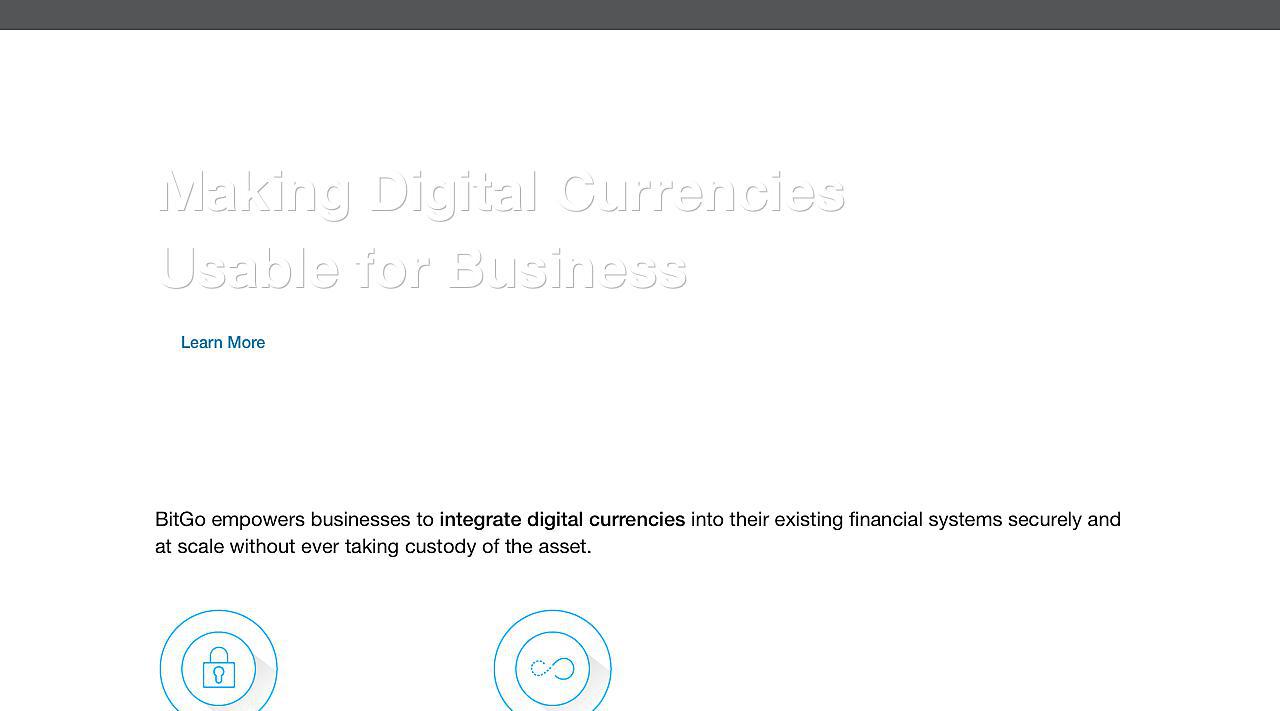 Making Digital Currencies
Usable for Business
Learn More
BitGo empowers businesses to integrate digital currencies into their existing financial systems securely and
at scale without ever taking custody of the asset.